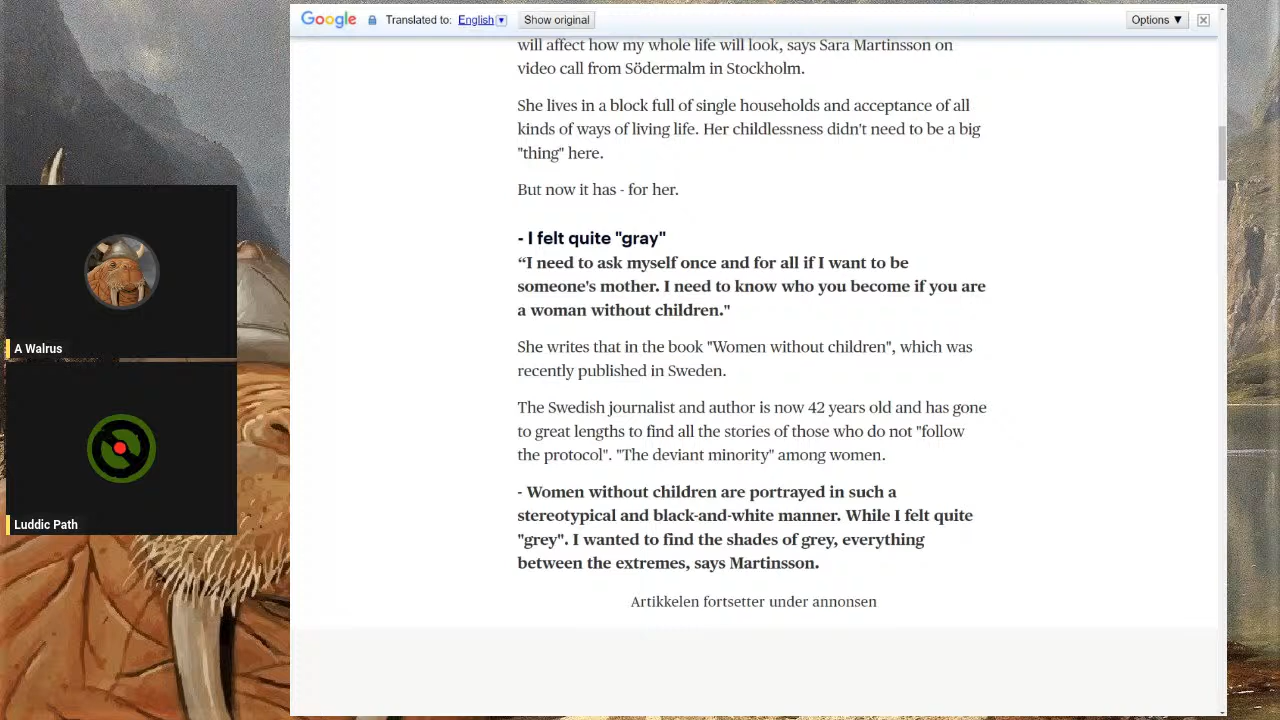 Google Translated to: English ▼ Show original Options ▼
will affect how my whole life will look, says Sara Martinsson on
video call from Södermalm in Stockholm.
She lives in a block full of single households and acceptance of all
kinds of ways of living life. Her childlessness didn't need to be a big
"thing" here.
But now it has - for her.
- I felt quite "gray"
“I need to ask myself once and for all if I want to be
someone's mother. I need to know who you become if you are
a woman without children."
She writes that in the book "Women without children", which was
recently published in Sweden.
The Swedish journalist and author is now 42 years old and has gone
to great lengths to find all the stories of those who do not "follow
the protocol". "The deviant minority" among women.
- Women without children are portrayed in such a
stereotypical and black-and-white manner. While I felt quite
"grey". I wanted to find the shades of grey, everything
between the extremes, says Martinsson.
Artikkelen fortsetter under annonsen
A Walrus
Luddic Path